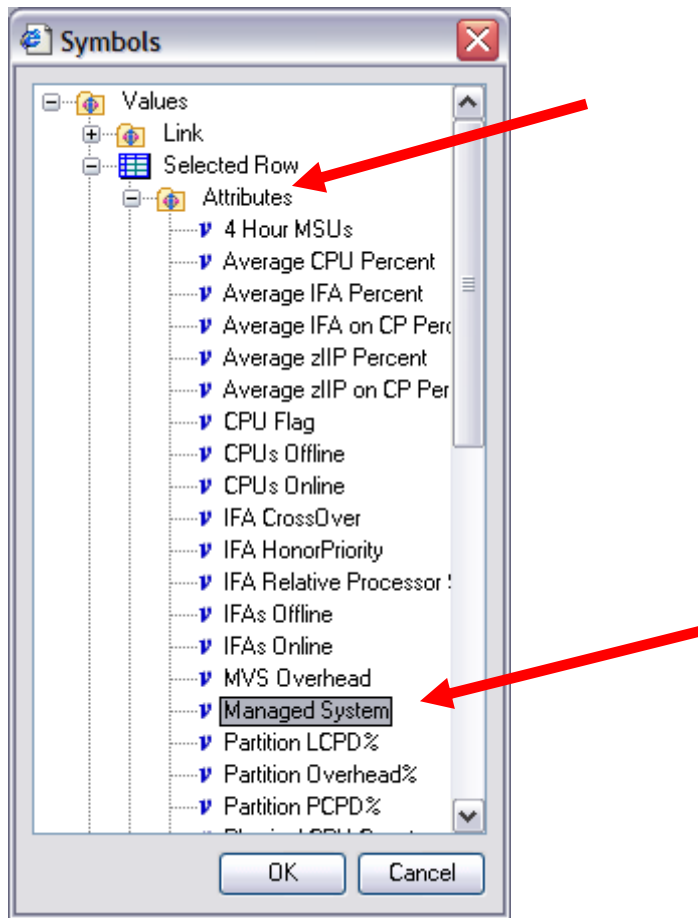 Symbols
Values
Link
Selected Row
Attributes
4 Hour MSUs
Average CPU Percent
Average IFA Percent
Average IFA on CP Perc
Average zIIP Percent
Average zIIP on CP Per
CPU Flag
CPUs Offline
CPUs Online
IFA CrossOver
IFA HonorPriority
IFA Relative Processor
IFAs Offline
IFAs Online
MVS Overhead
Managed System
Partition LCPD%
Partition Overhead%
Partition PCPD%
OK Cancel